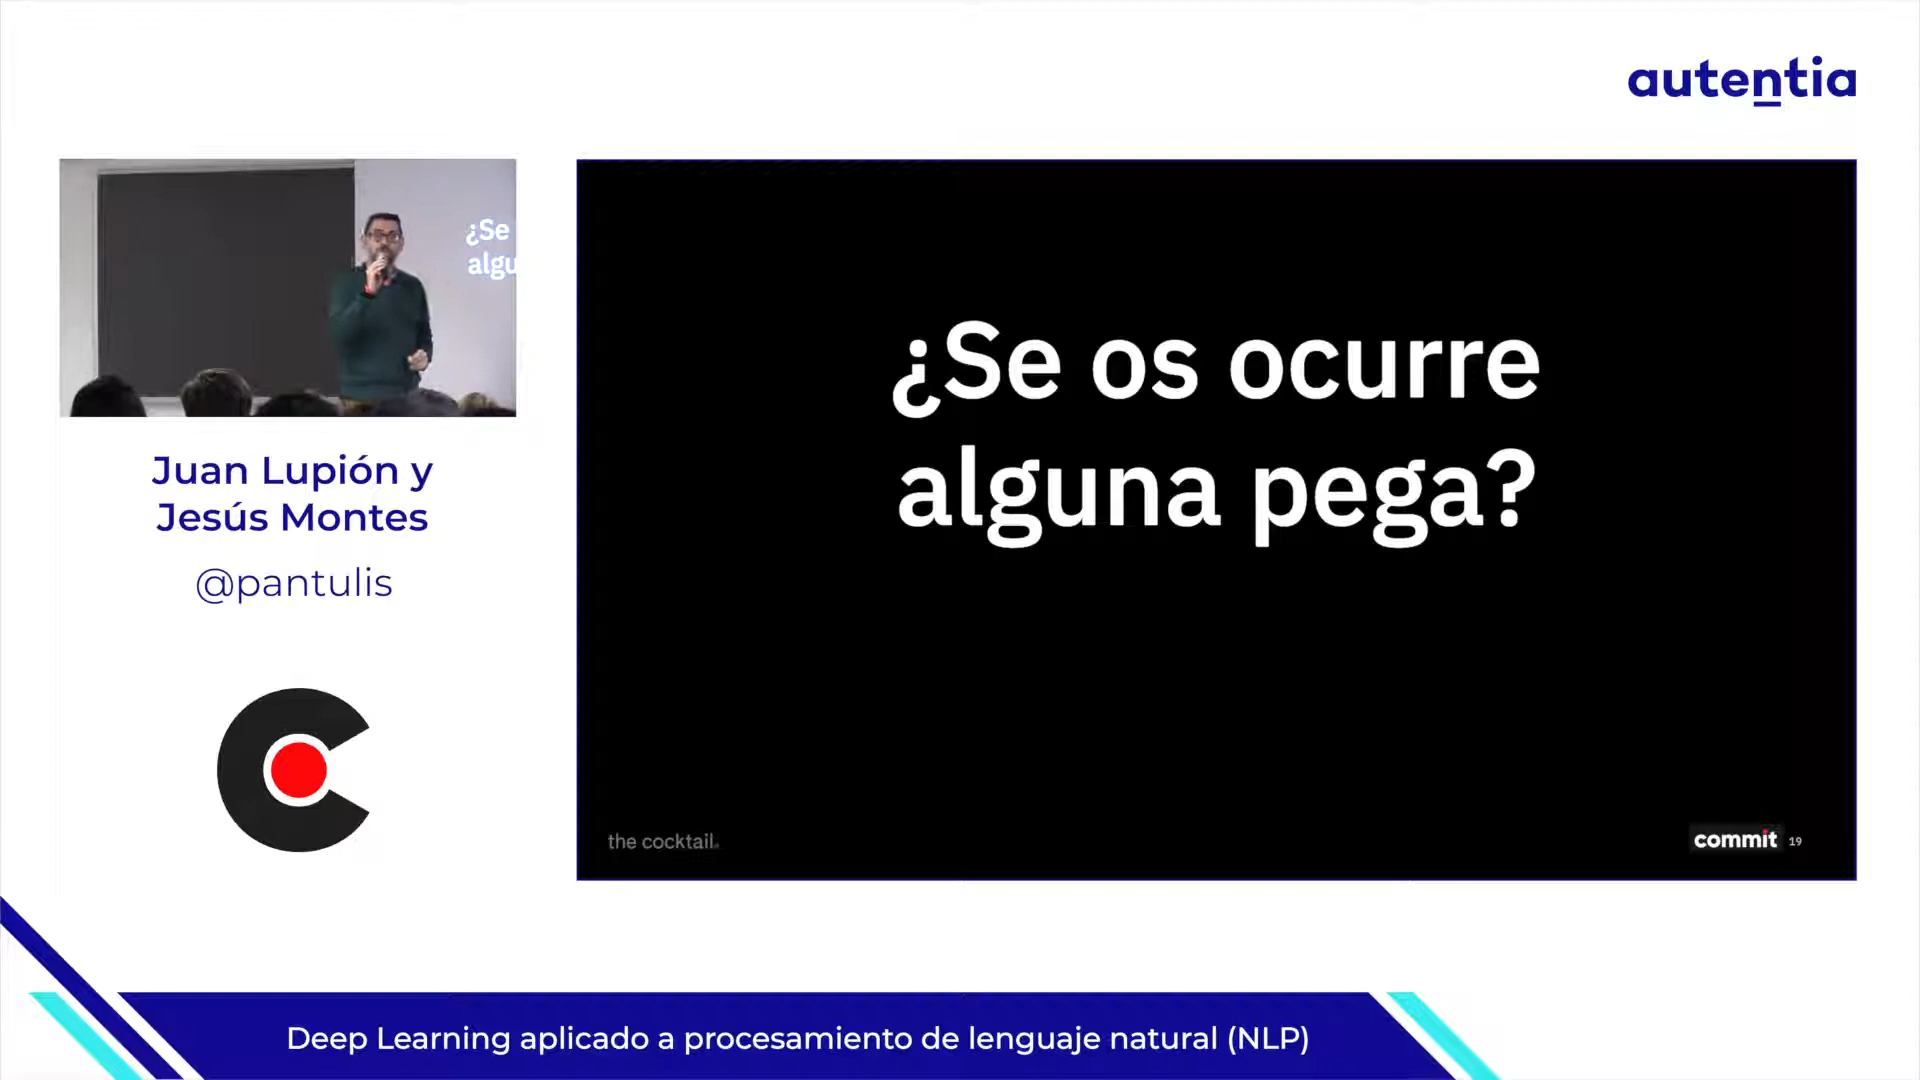 autentia
¿Se
algu
Juan Lupión y
Jesús Montes
@pantulis
¿Se os ocurre
alguna pega?
the cocktail.
commit 19
Deep Learning aplicado a procesamiento de lenguaje natural (NLP)